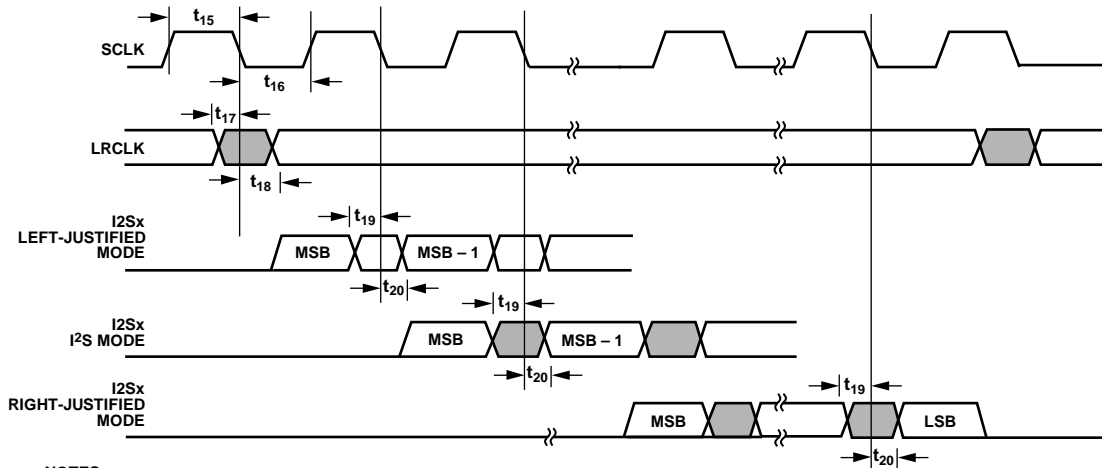 t15
SCLK
t16
t17
LRCLK
t18
I2Sx
LEFT-JUSTIFIED
MODE
t19
MSB
MSB – 1
t20
I2Sx
I2S MODE
t19
MSB
MSB – 1
t20
I2Sx
RIGHT-JUSTIFIED
MODE
t19
MSB
LSB
t20